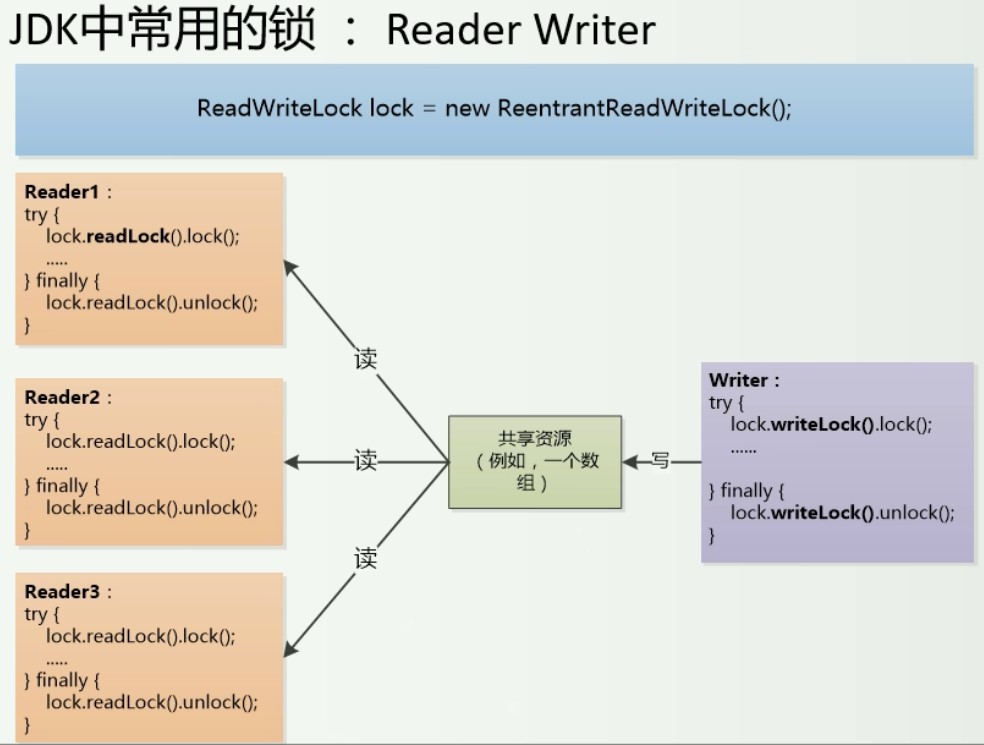 JDK中常用的锁 : Reader Writer
ReadWriteLock lock = new ReentrantReadWriteLock();
Reader1 :
try {
lock.readLock().lock();
.....
} finally {
lock.readLock().unlock();
}
Reader2 :
try {
lock.readLock().lock();
.....
} finally {
lock.readLock().unlock();
}
Reader3 :
try {
lock.readLock().lock();
.....
} finally {
lock.readLock().unlock();
}
读
读
读
共享资源
（例如，一个数
组）
写
Writer :
try {
lock.writeLock().lock();
......
} finally {
lock.writeLock().unlock();
}